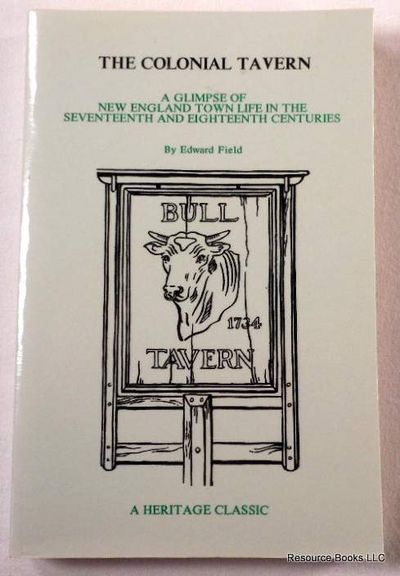 THE COLONIAL TAVERN
A GLIMPSE OF
NEW ENGLAND TOWN LIFE IN THE
SEVENTEENTH AND EIGHTEENTH CENTURIES
By Edward Field
BULL
1734
TAVERN
A HERITAGE CLASSIC
Resource Books LLC